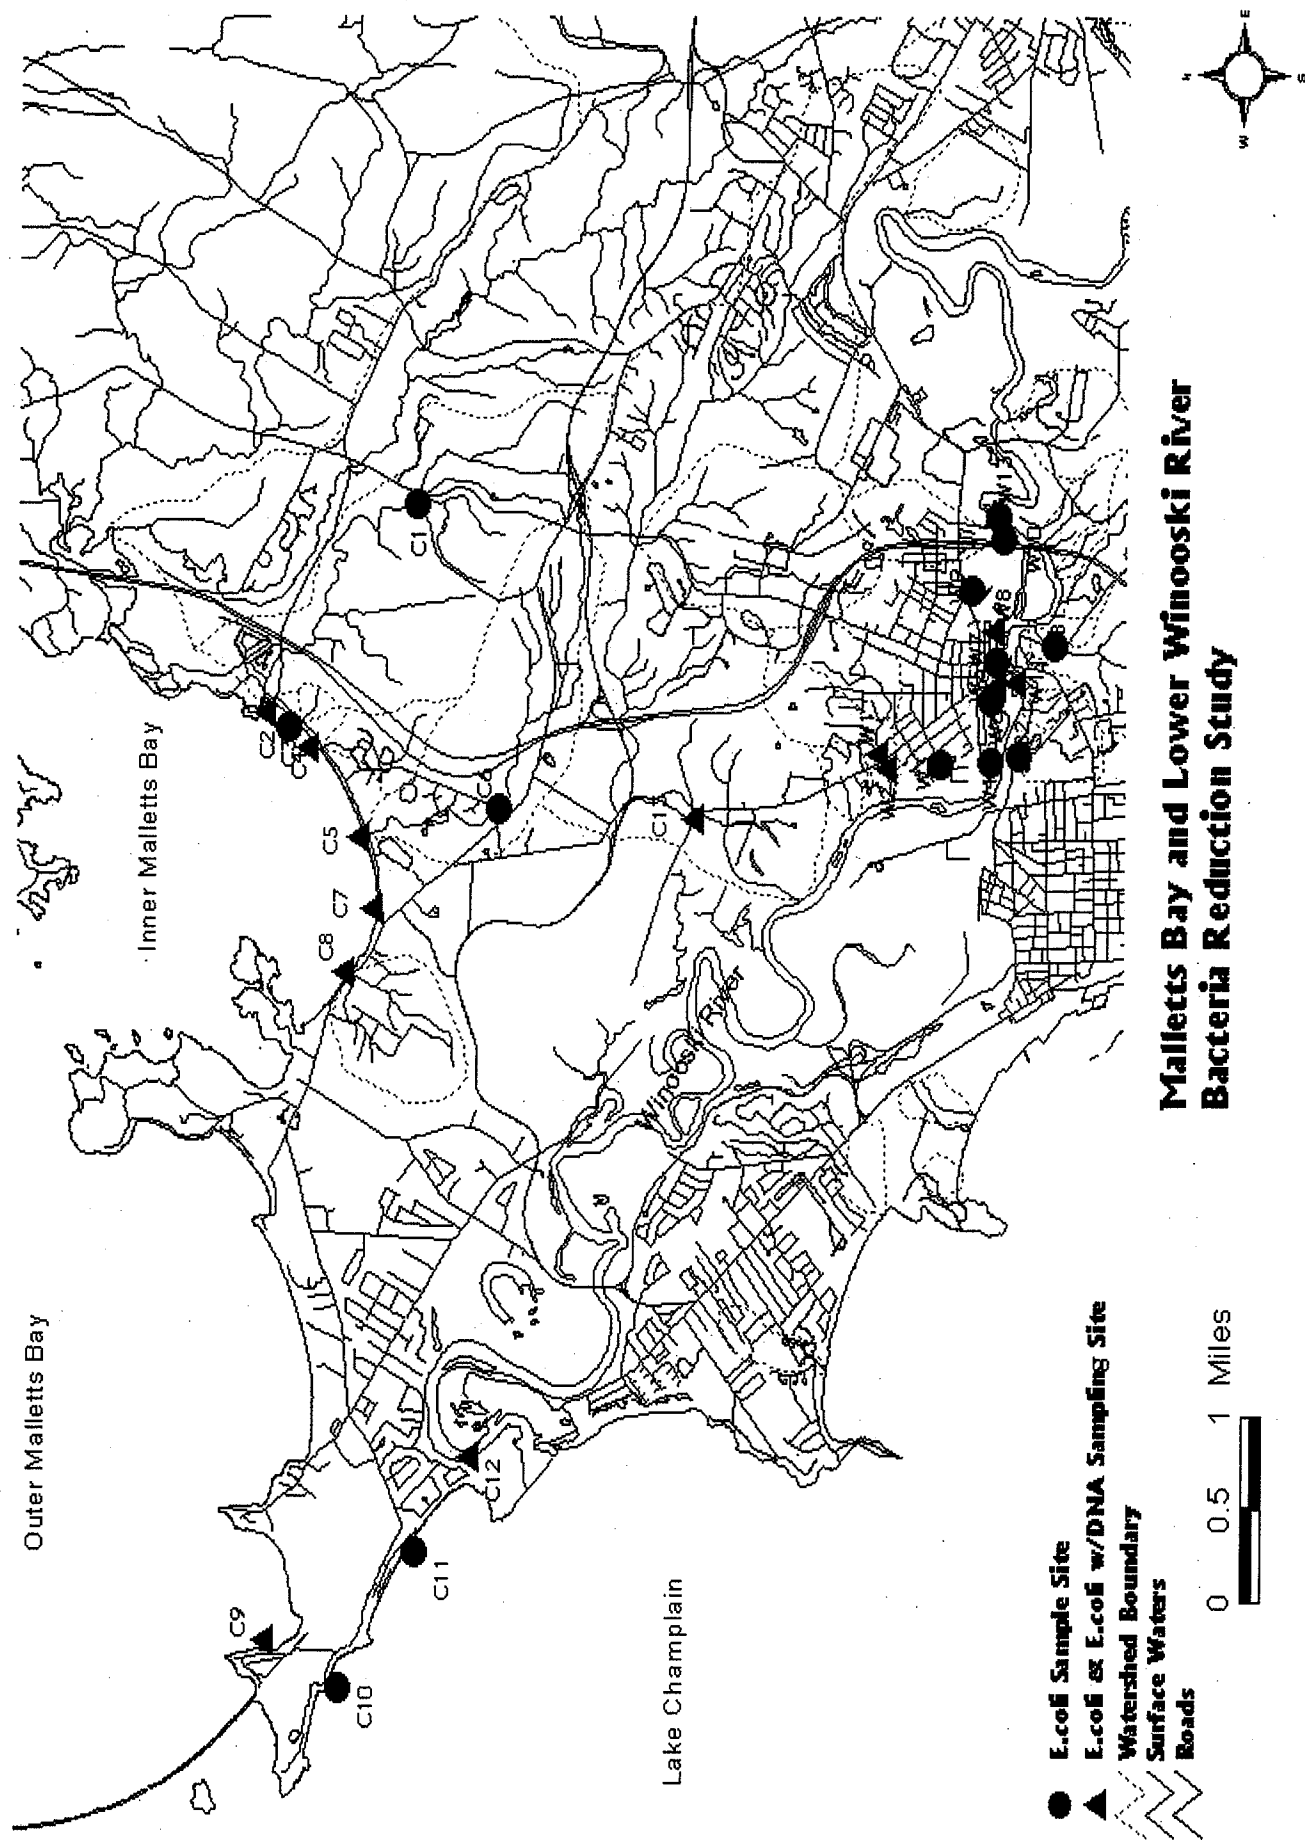 Outer Malletts Bay
Inner Malletts Bay
C9
C10
C11
C12
C8
C7
C5
C2
C1
C1
Winooski River
Lake Champlain
E.coli Sample Site
E.coli & E.coli w/DNA Sampling Site
Watershed Boundary
Surface Waters
Roads
0 0.5 1 Miles
Malletts Bay and Lower Winooski River
Bacteria Reduction Study
W
E
S